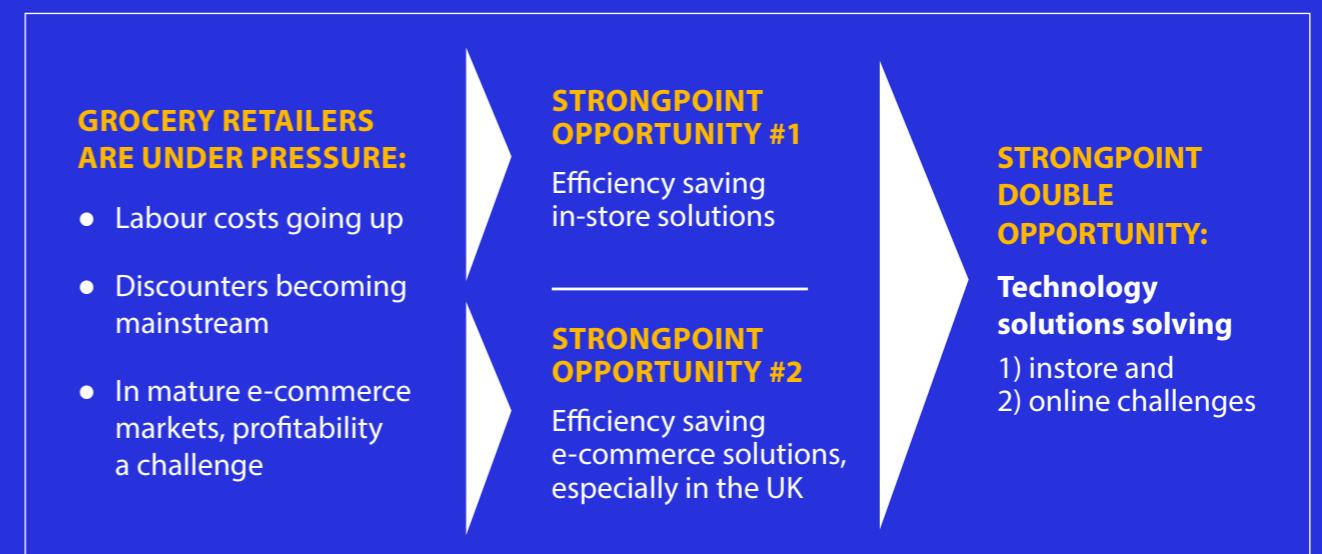 GROCERY RETAILERS
ARE UNDER PRESSURE:
● Labour costs going up
● Discounters becoming
mainstream
● In mature e-commerce
markets, profitability
a challenge
STRONGPOINT
OPPORTUNITY #1
Efficiency saving
in-store solutions
STRONGPOINT
OPPORTUNITY #2
Efficiency saving
e-commerce solutions,
especially in the UK
STRONGPOINT
DOUBLE
OPPORTUNITY:
Technology
solutions solving
1) instore and
2) online challenges